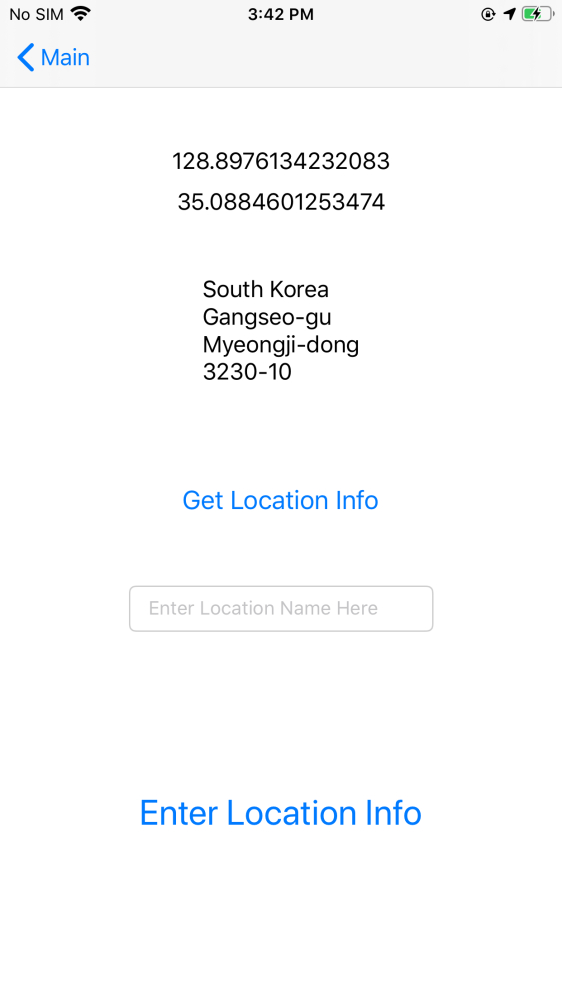 No SIM 3:42 PM
Main
128.8976134232083
35.0884601253474
South Korea
Gangseo-gu
Myeongji-dong
3230-10
Get Location Info
Enter Location Name Here
Enter Location Info